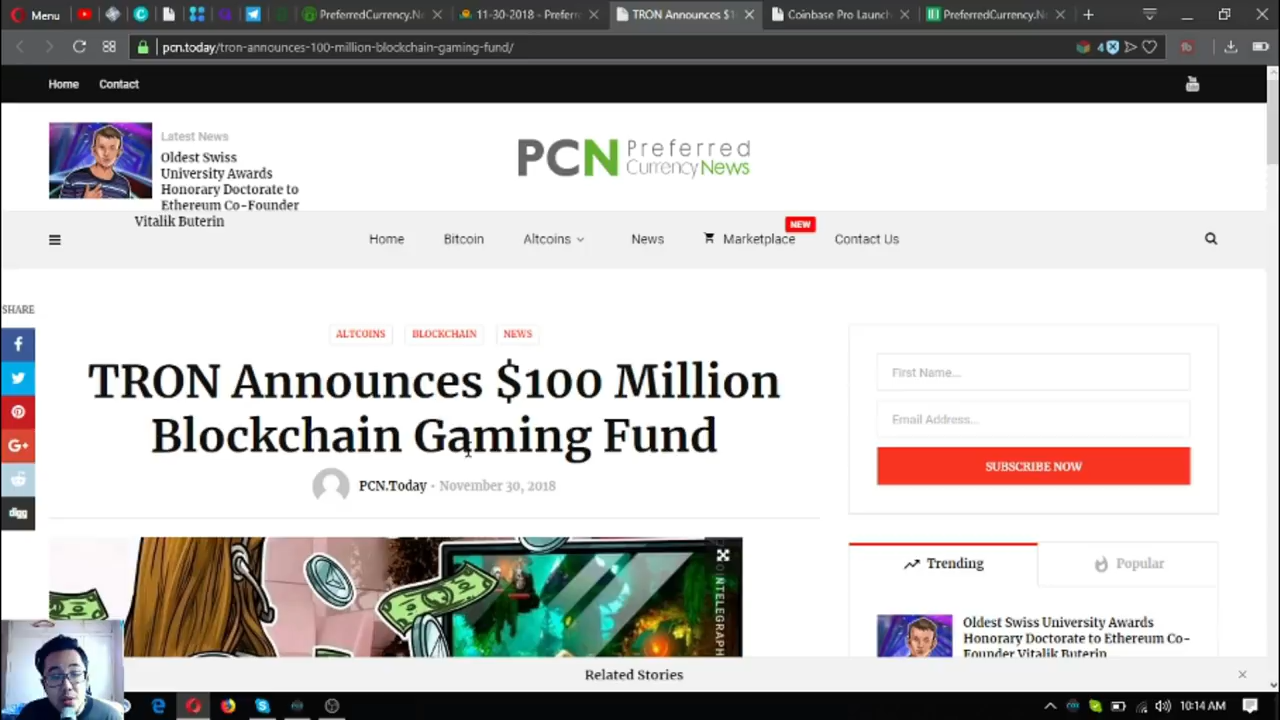 Menu
PreferredCurrency.N
11-30-2018 - Preferr
TRON Announces $1
Coinbase Pro Launch
PreferredCurrency.N
pcn.today/tron-announces-100-million-blockchain-gaming-fund/
4
Home
Contact
Latest News
Oldest Swiss
University Awards
Honorary Doctorate to
Ethereum Co-Founder
Vitalik Buterin
PCN Preferred
CurrencyNews
NEW
Home
Bitcoin
Altcoins
News
Marketplace
Contact Us
SHARE
ALTCOINS
BLOCKCHAIN
NEWS
TRON Announces $100 Million
Blockchain Gaming Fund
PCN.Today - November 30, 2018
digg
First Name...
Email Address...
SUBSCRIBE NOW
Trending
Popular
Oldest Swiss University Awards
Honorary Doctorate to Ethereum Co-
Founder Vitalik Buterin
Related Stories
10:14 AM